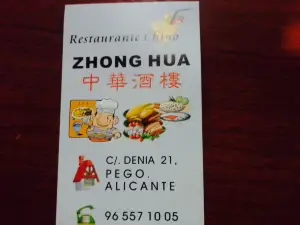 Restaurante Chino
ZHONG HUA
中華酒樓
C/. DENIA 21,
PEGO.
ALICANTE
96 557 10 05